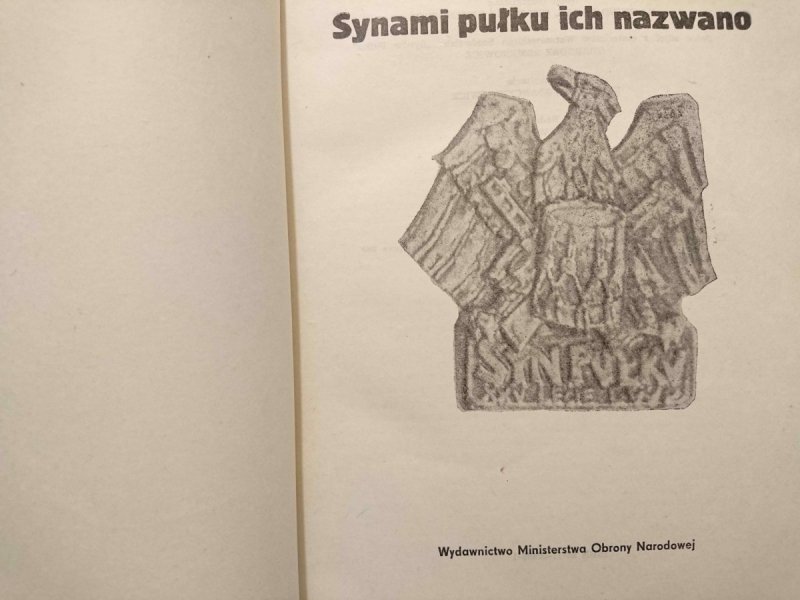 Synami pułku ich nazwano
SYN PUŁKU
Wydawnictwo Ministerstwa Obrony Narodowej